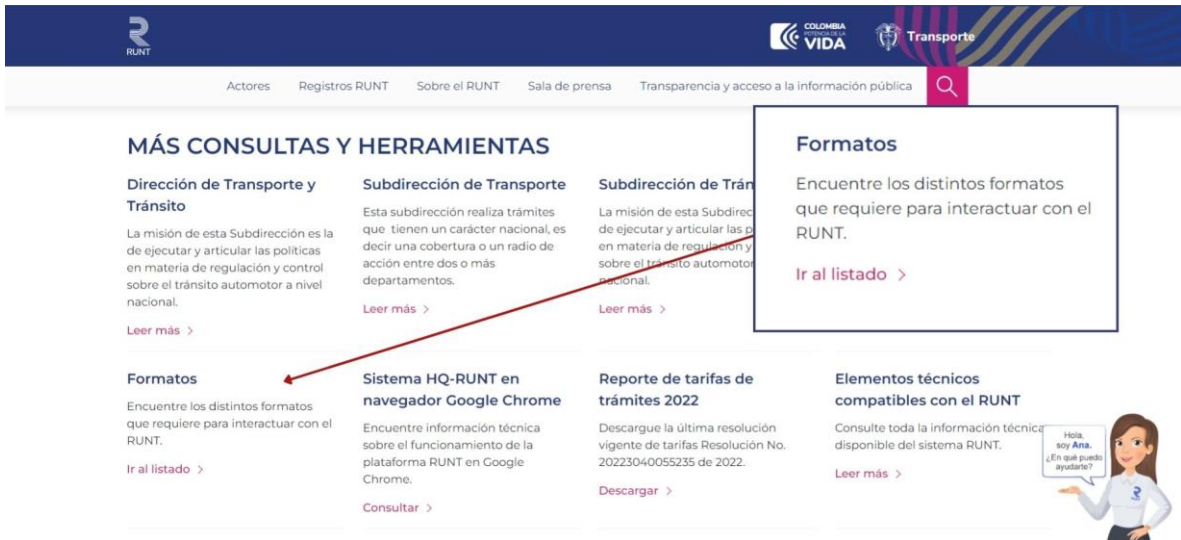 RUNT
COLOMBIA
POTENCIA DE LA
VIDA
Transporte
Actores
Registros RUNT
Sobre el RUNT
Sala de prensa
Transparencia y acceso a la información pública
MÁS CONSULTAS Y HERRAMIENTAS
Dirección de Transporte y
Tránsito
La misión de esta Subdirección es la
de ejecutar y articular las políticas
en materia de regulación y control
sobre el tránsito automotor a nivel
nacional.
Leer más >
Subdirección de Transporte
Esta subdirección realiza trámites
que tienen un carácter nacional, es
decir una cobertura o un radio de
acción entre dos o más
departamentos.
Leer más >
Subdirección de
La misión de esta
de ejecutar y articular las
en materia de regulación y
sobre el tránsito automotor
nacional.
Leer más >
Formatos
Encuentre los distintos formatos
que requiere para interactuar con el
RUNT.
Ir al listado >
Formatos
Encuentre los distintos formatos
que requiere para interactuar con el
RUNT.
Ir al listado >
Sistema HQ-RUNT en
navegador Google Chrome
Encuentre información técnica
sobre el funcionamiento de la
plataforma RUNT en Google
Chrome.
Consultar >
Reporte de tarifas de
trámites 2022
Descargue la última resolución
vigente de tarifas Resolución No.
20223040055235 de 2022.
Descargar >
Elementos técnicos
compatibles con el RUNT
Consulte toda la información técnica
disponible del sistema RUNT.
Leer más >
Hola,
soy Ana.
¿En qué puedo
ayudarte?